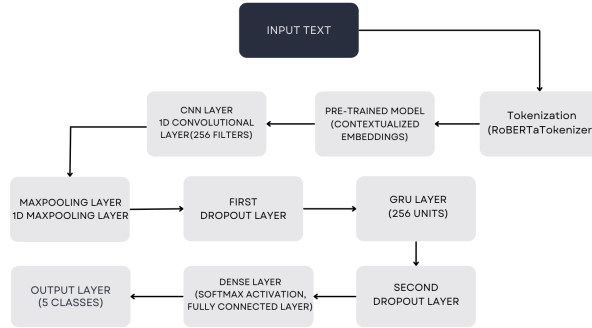 INPUT TEXT
Tokenization
(RoBERTaTokenizer
PRE-TRAINED MODEL
(CONTEXTUALIZED
EMBEDDINGS)
CNN LAYER
1D CONVOLUTIONAL
LAYER(256 FILTERS)
MAXPOOLING LAYER
1D MAXPOOLING LAYER
FIRST
DROPOUT LAYER
GRU LAYER
(256 UNITS)
SECOND
DROPOUT LAYER
DENSE LAYER
(SOFTMAX ACTIVATION,
FULLY CONNECTED LAYER)
OUTPUT LAYER
(5 CLASSES)